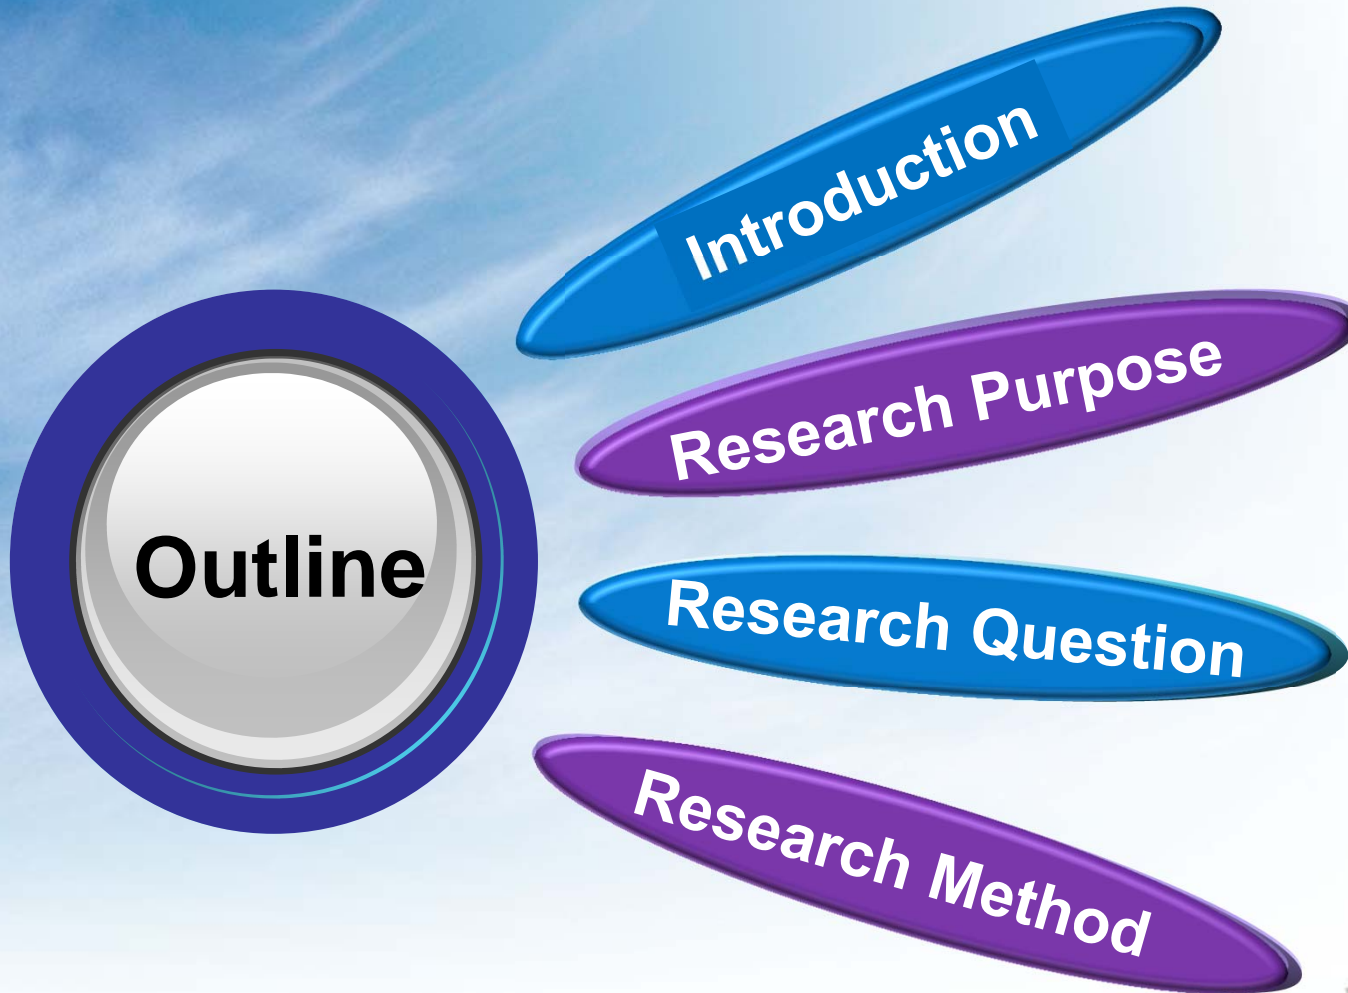 Outline
Introduction
Research Purpose
Research Question
Research Method